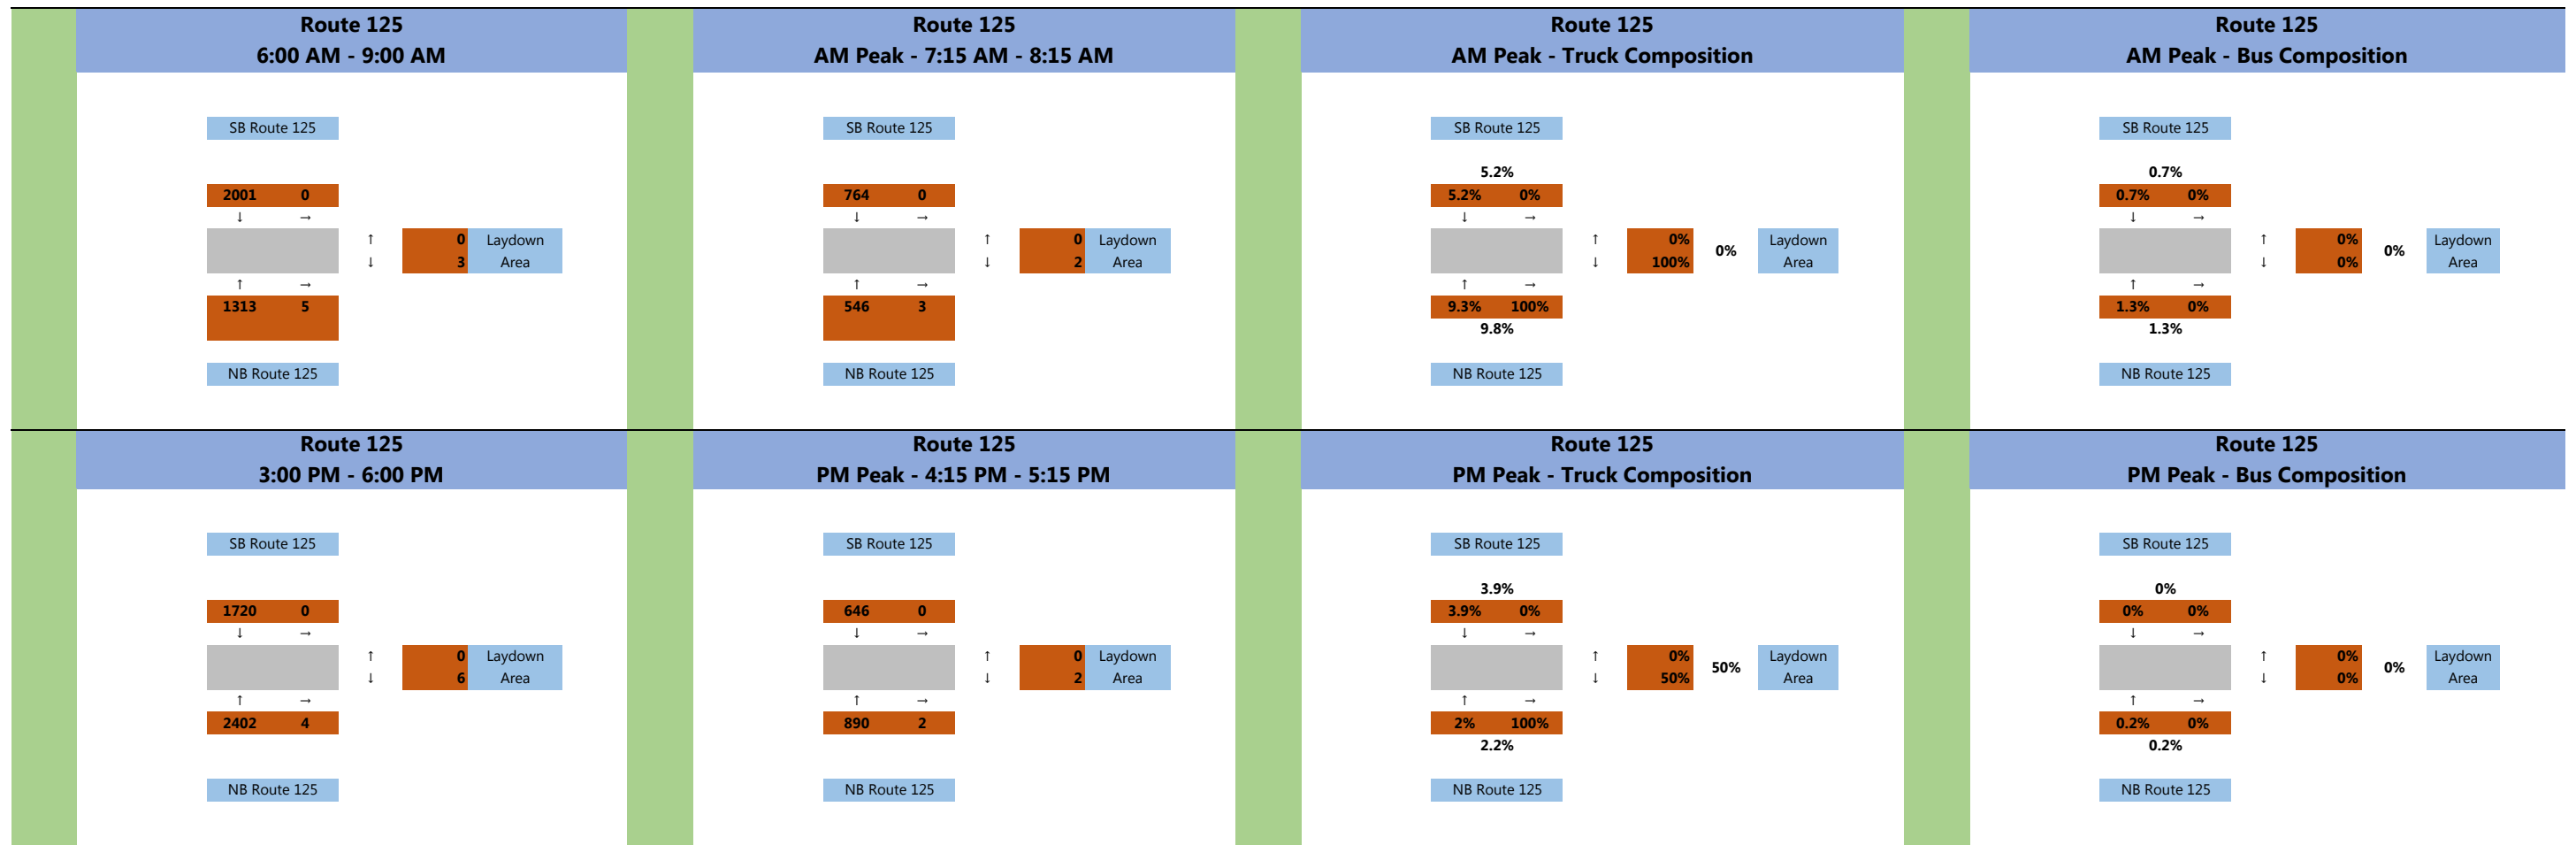 Route 125
6:00 AM - 9:00 AM
SB Route 125
2001 0
↓ →
↑ 0 Laydown
↓ 3 Area
↑ →
1313 5
NB Route 125
Route 125
AM Peak - 7:15 AM - 8:15 AM
SB Route 125
764 0
↓ →
↑ 0 Laydown
↓ 2 Area
↑ →
546 3
NB Route 125
Route 125
AM Peak - Truck Composition
SB Route 125
5.2%
5.2% 0%
↓ →
↑ 0% Laydown
0%
↓ 100% Area
↑ →
9.3% 100%
9.8%
NB Route 125
Route 125
AM Peak - Bus Composition
SB Route 125
0.7%
0.7% 0%
↓ →
↑ 0% Laydown
0%
↓ 0% Area
↑ →
1.3% 0%
1.3%
NB Route 125
Route 125
3:00 PM - 6:00 PM
SB Route 125
1720 0
↓ →
↑ 0 Laydown
↓ 6 Area
↑ →
2402 4
NB Route 125
Route 125
PM Peak - 4:15 PM - 5:15 PM
SB Route 125
646 0
↓ →
↑ 0 Laydown
↓ 2 Area
↑ →
890 2
NB Route 125
Route 125
PM Peak - Truck Composition
SB Route 125
3.9%
3.9% 0%
↓ →
↑ 0% Laydown
50%
↓ 50% Area
↑ →
2% 100%
2.2%
NB Route 125
Route 125
PM Peak - Bus Composition
SB Route 125
0%
0% 0%
↓ →
↑ 0% Laydown
0%
↓ 0% Area
↑ →
0.2% 0%
0.2%
NB Route 125